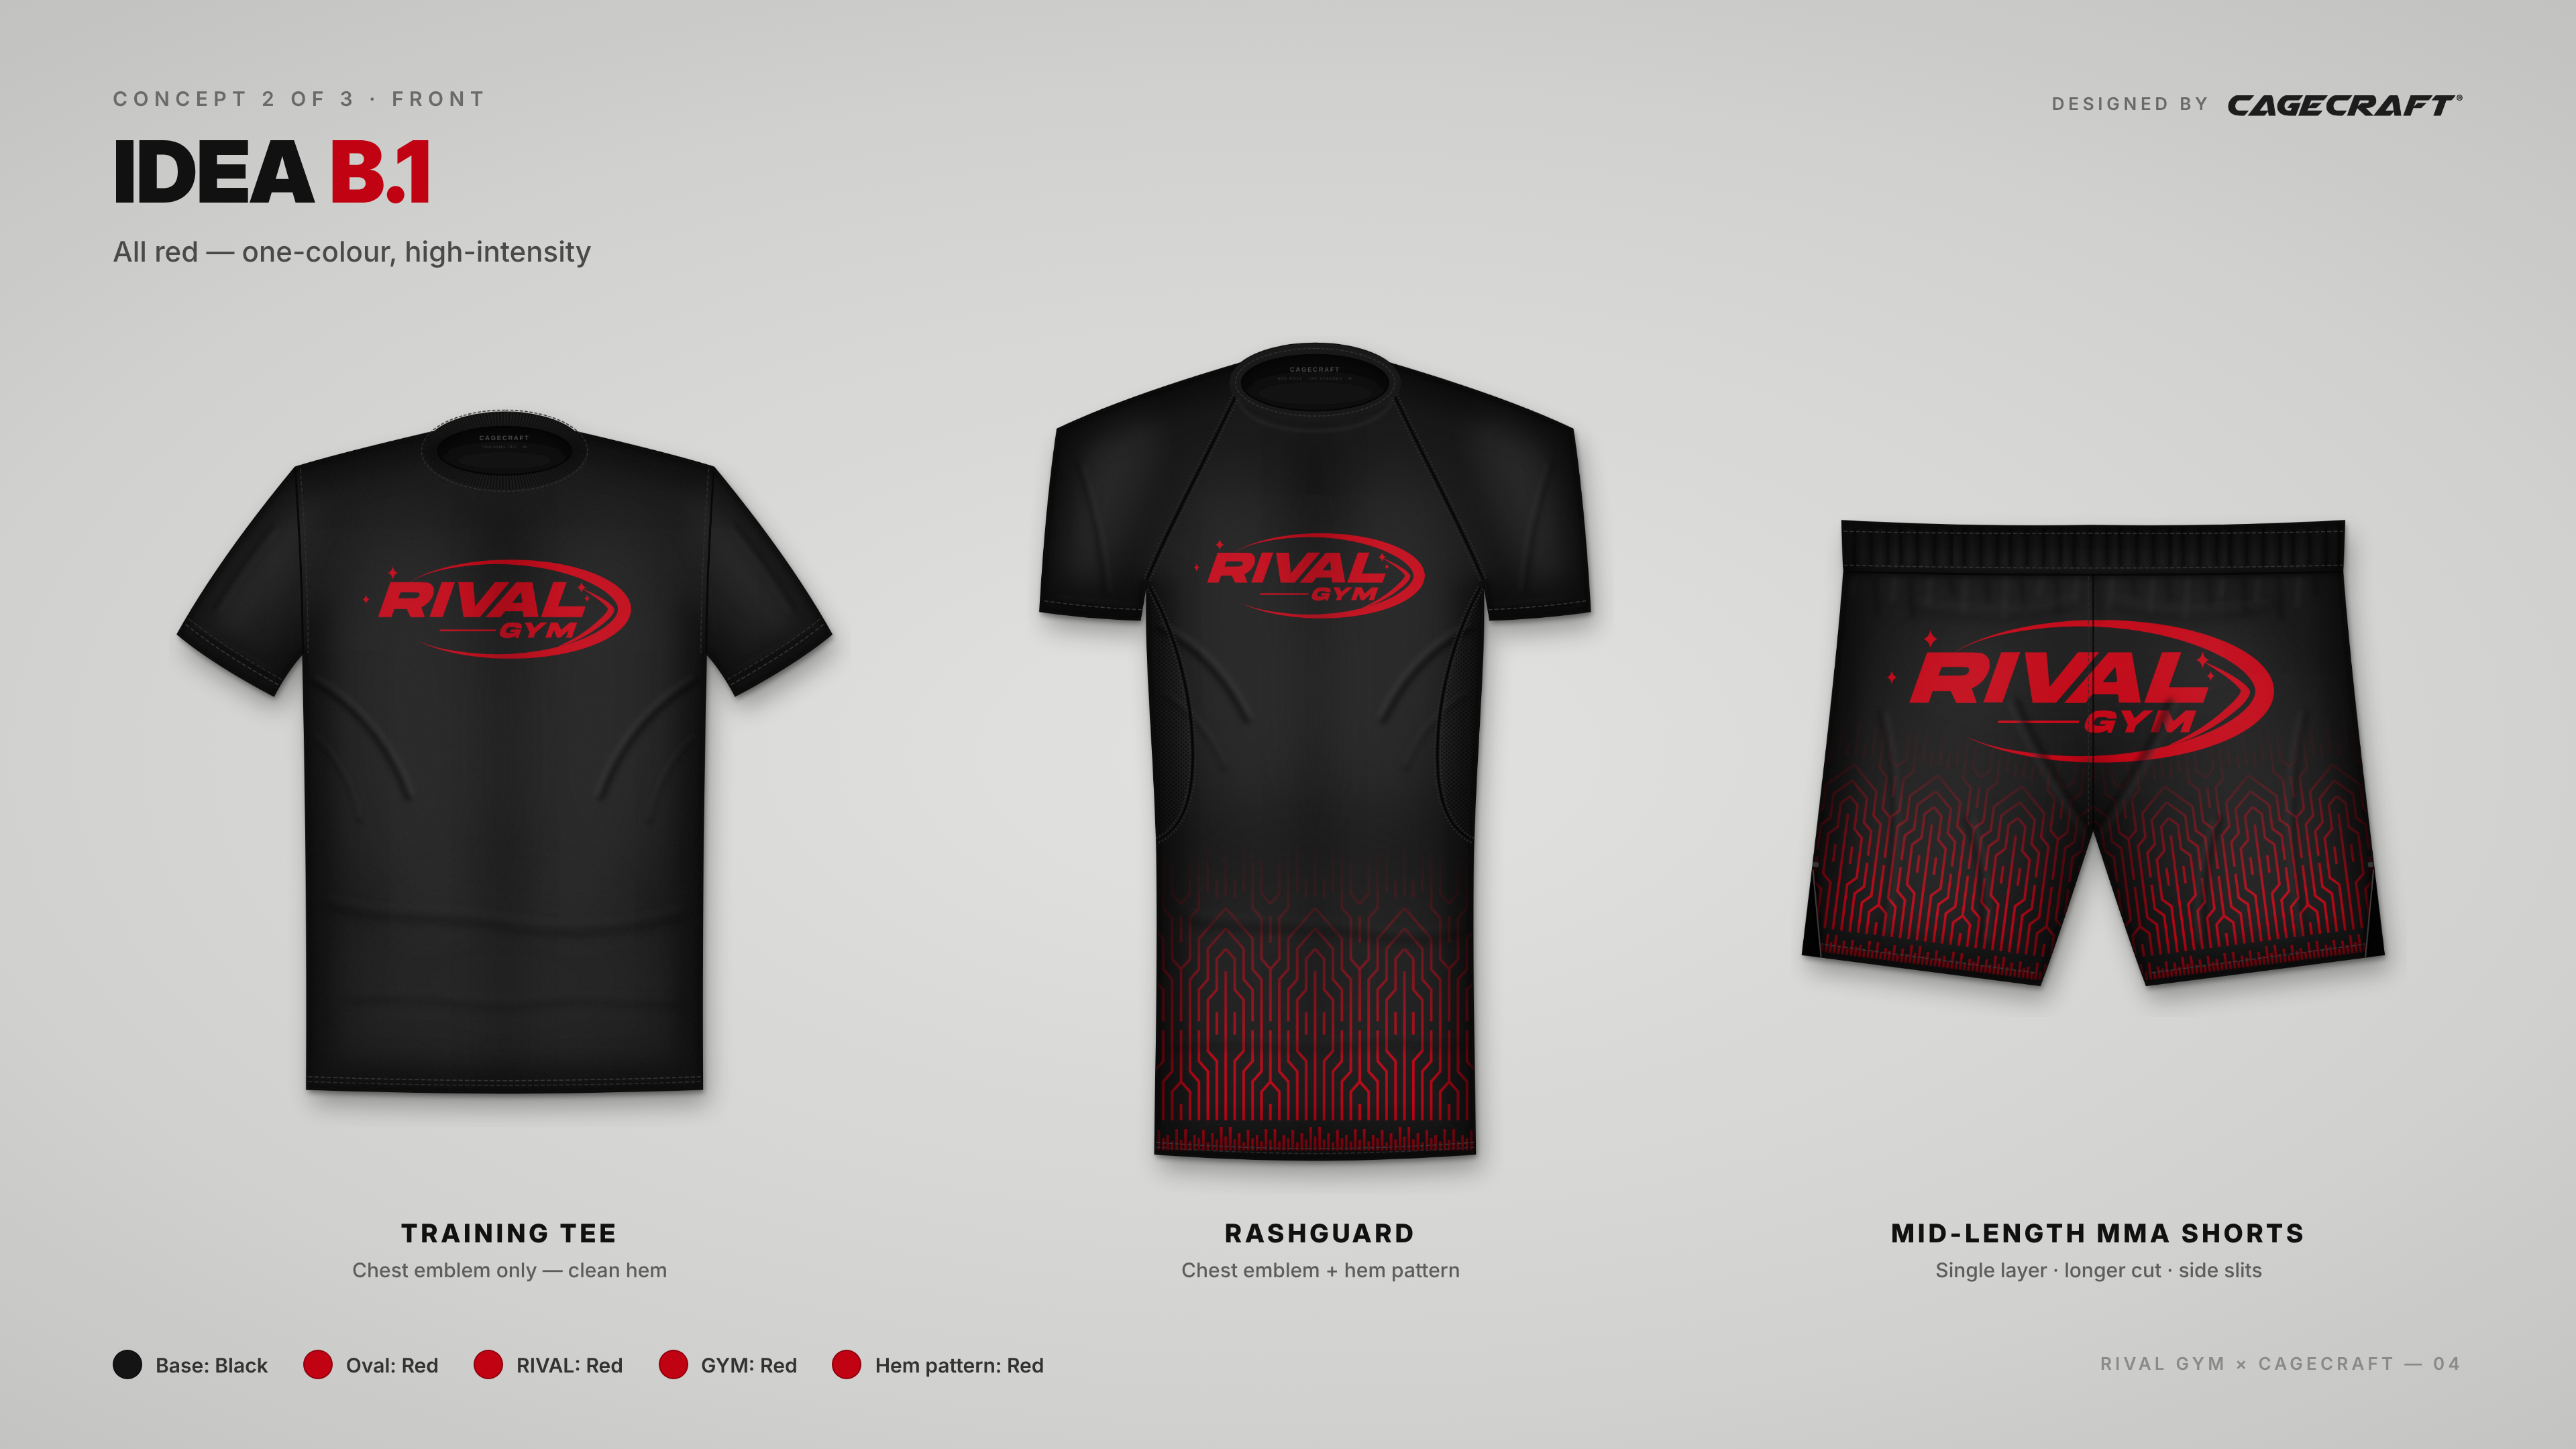 CONCEPT 2 OF 3 · FRONT
IDEA B.1
All red — one-colour, high-intensity
DESIGNED BY CAGECRAFT®
CAGECRAFT
RIVAL
GYM
CAGECRAFT
RIVAL
GYM
RIVAL
GYM
TRAINING TEE
Chest emblem only — clean hem
RASHGUARD
Chest emblem + hem pattern
MID-LENGTH MMA SHORTS
Single layer · longer cut · side slits
Base: Black
Oval: Red
RIVAL: Red
GYM: Red
Hem pattern: Red
RIVAL GYM × CAGECRAFT — 04